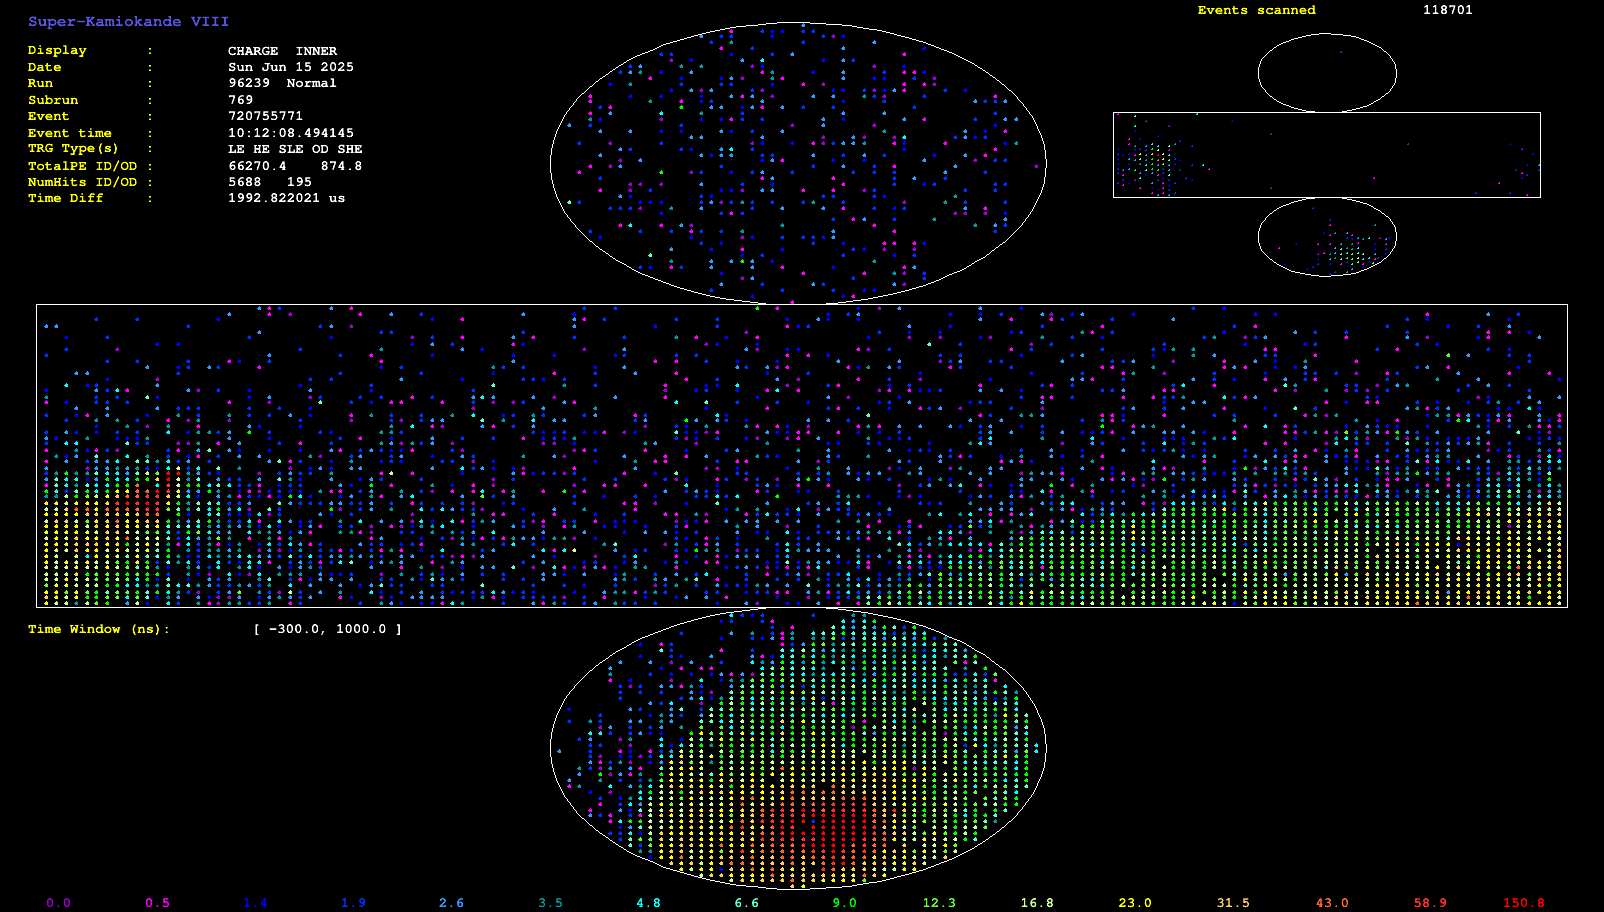 Super-Kamiokande VIII
Events scanned 118701
Display : CHARGE INNER
Date : Sun Jun 15 2025
Run : 96239 Normal
Subrun : 769
Event : 720755771
Event time : 10:12:08.494145
TRG Type(s) : LE HE SLE OD SHE
TotalPE ID/OD : 66270.4 874.8
NumHits ID/OD : 5688 195
Time Diff : 1992.822021 us
Time Window (ns): [ -300.0, 1000.0 ]
0.0 0.5 1.4 1.9 2.6 3.5 4.8 6.6 9.0 12.3 16.8 23.0 31.5 43.0 58.9 150.8